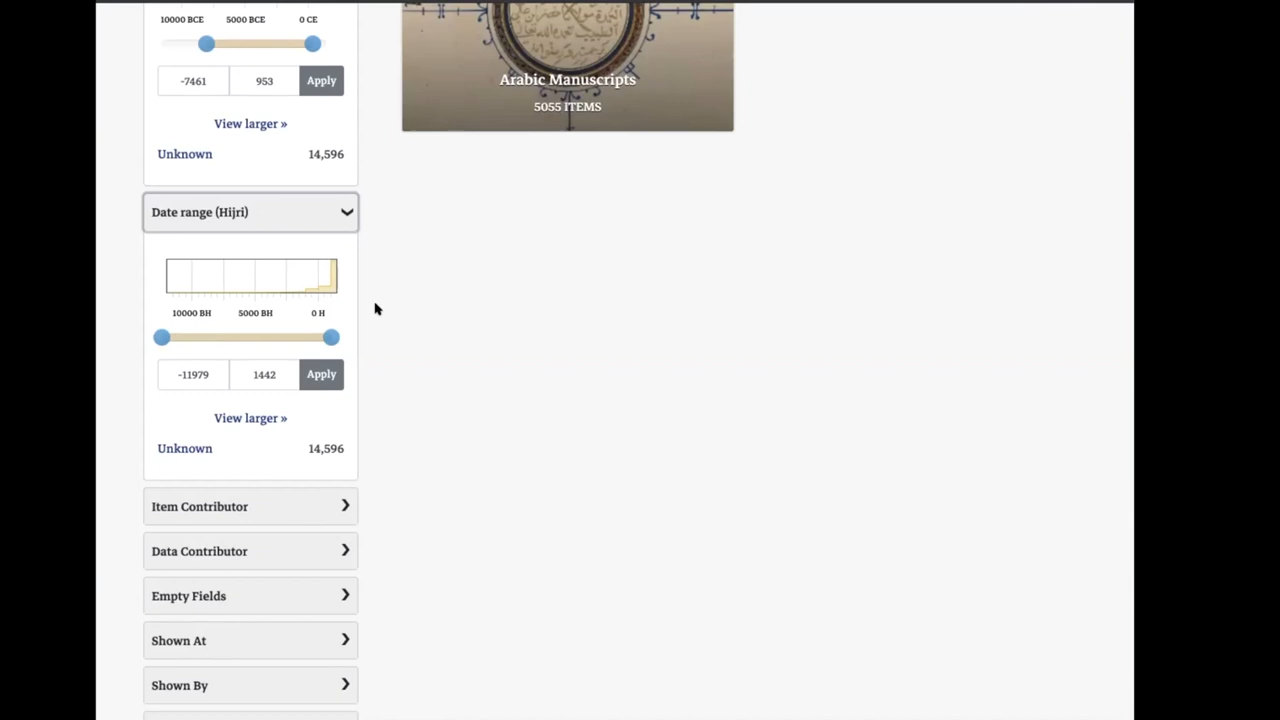 10000 BCE 5000 BCE 0 CE
-7461 953 Apply
View larger »
Unknown 14,596
Date range (Hijri)
10000 BH 5000 BH 0 H
-11979 1442 Apply
View larger »
Unknown 14,596
Item Contributor
Data Contributor
Empty Fields
Shown At
Shown By
Arabic Manuscripts
5055 ITEMS